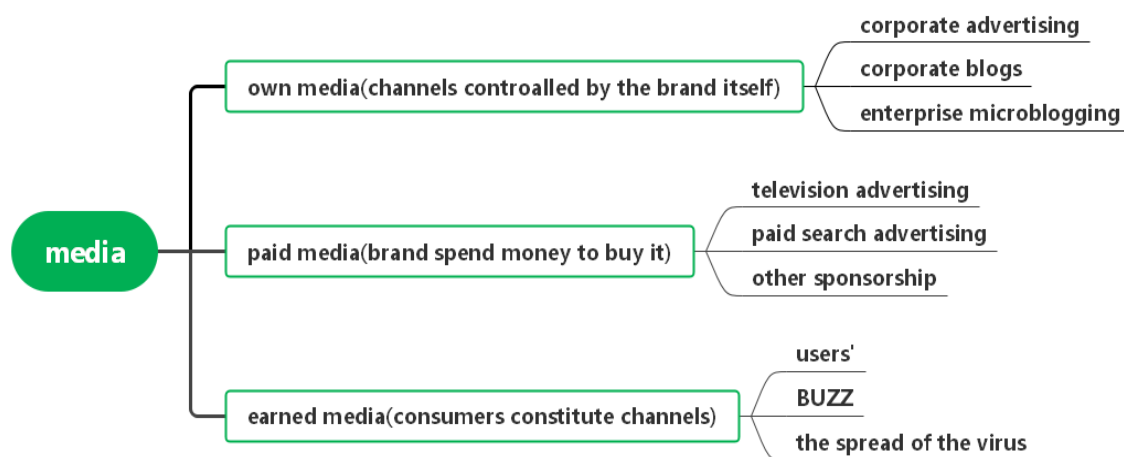 media
own media(channels controalled by the brand itself)
corporate advertising
corporate blogs
enterprise microblogging
paid media(brand spend money to buy it)
television advertising
paid search advertising
other sponsorship
earned media(consumers constitute channels)
users'
BUZZ
the spread of the virus